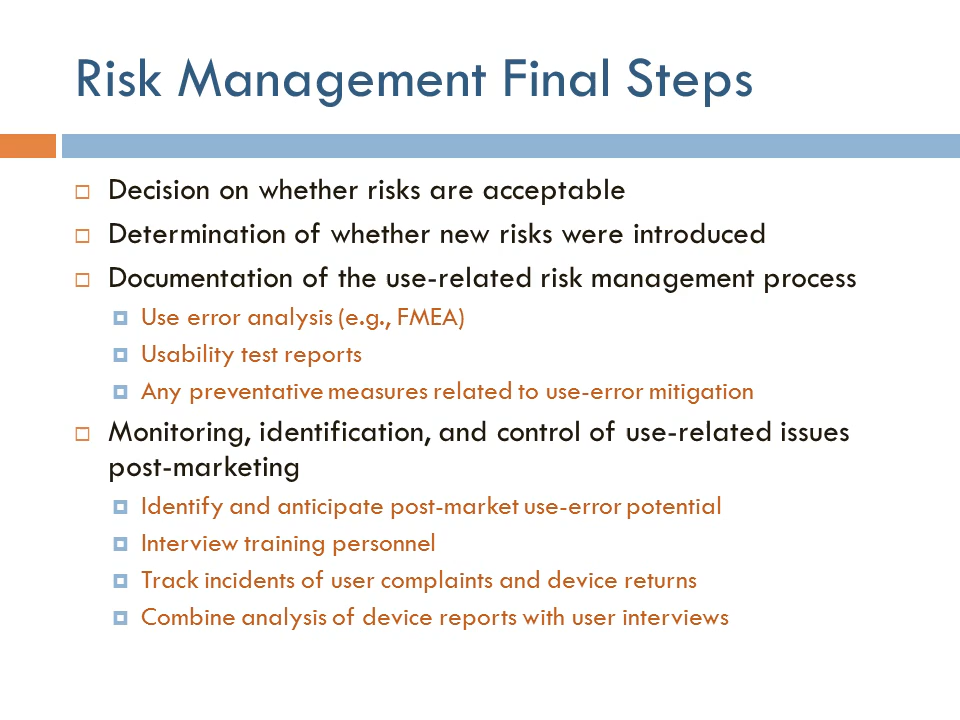 Risk Management Final Steps
Decision on whether risks are acceptable
Determination of whether new risks were introduced
Documentation of the use-related risk management process
Use error analysis (e.g., FMEA)
Usability test reports
Any preventative measures related to use-error mitigation
Monitoring, identification, and control of use-related issues
post-marketing
Identify and anticipate post-market use-error potential
Interview training personnel
Track incidents of user complaints and device returns
Combine analysis of device reports with user interviews